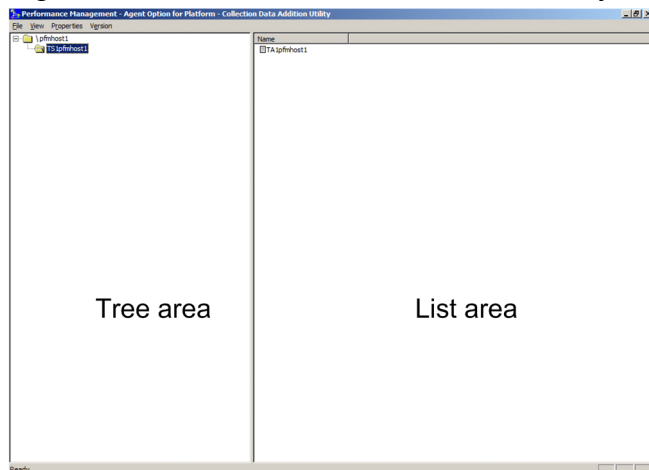 Performance Management - Agent Option for Platform - Collection Data Addition Utility
File View Properties Version
\ pfmhost1
TS1pfmhost1
Name
TA1pfmhost1
Tree area
List area
Ready